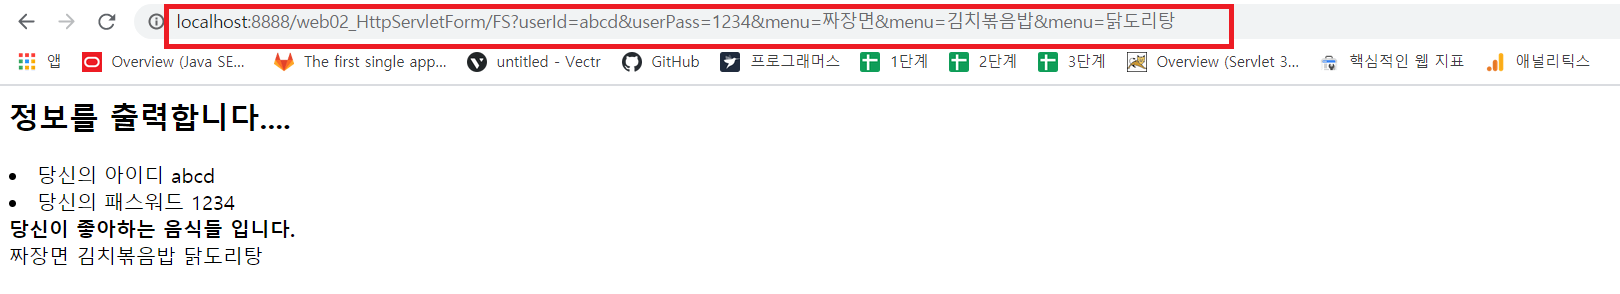 localhost:8888/web02_HttpServletForm/FS?userId=abcd&userPass=1234&menu=짜장면&menu=김치볶음밥&menu=닭도리탕
앱 Overview (Java SE... The first single app... untitled - Vectr GitHub 프로그래머스 1단계 2단계 3단계 Overview (Servlet 3... 핵심적인 웹 지표 애널리틱스
정보를 출력합니다....
• 당신의 아이디 abcd
• 당신의 패스워드 1234
당신이 좋아하는 음식들 입니다.
짜장면 김치볶음밥 닭도리탕